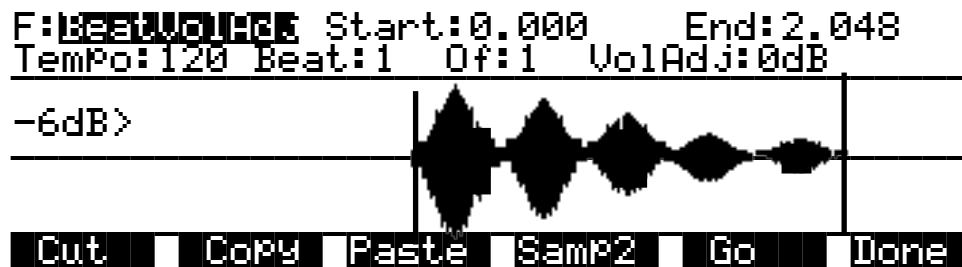 F:BeatVolAdj Start:0.000 End:2.048
Tempo:120 Beat:1 Of:1 VolAdj:0dB
-6dB>
Cut Copy Paste Samp2 Go Done